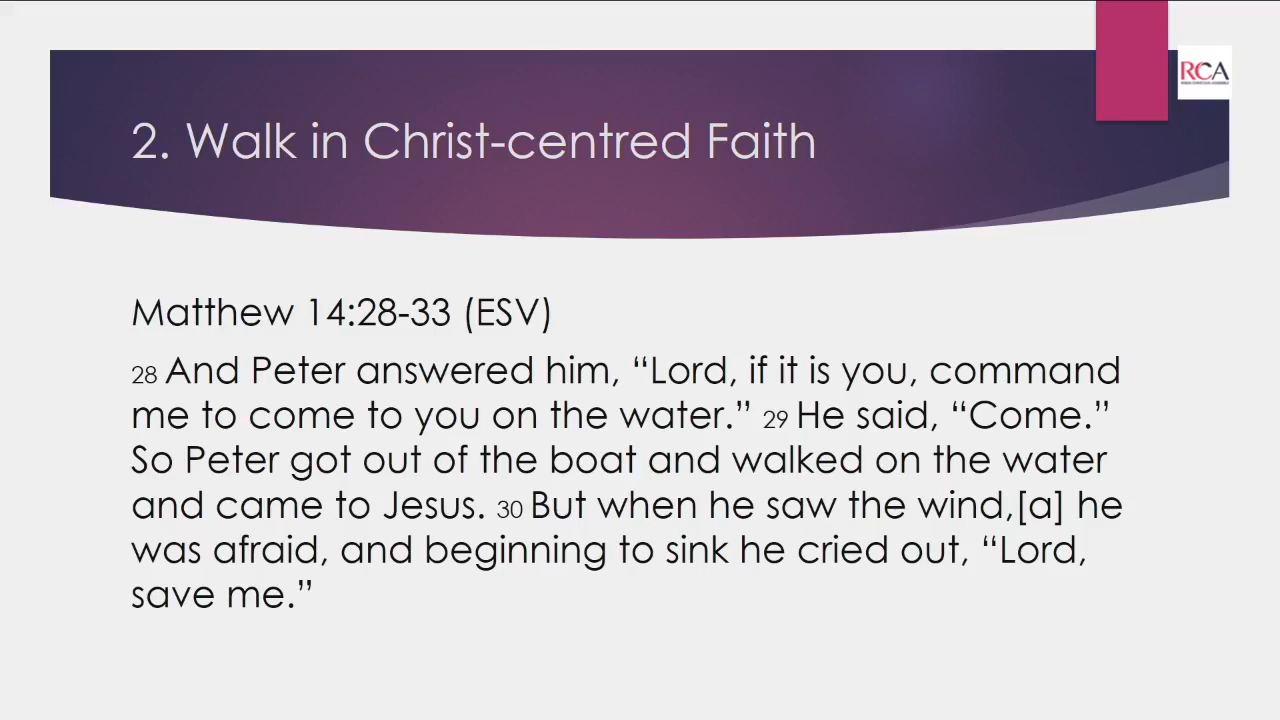 RCA
2. Walk in Christ-centred Faith
Matthew 14:28-33 (ESV)
28 And Peter answered him, “Lord, if it is you, command
me to come to you on the water.” 29 He said, “Come.”
So Peter got out of the boat and walked on the water
and came to Jesus. 30 But when he saw the wind,[a] he
was afraid, and beginning to sink he cried out, “Lord,
save me.”